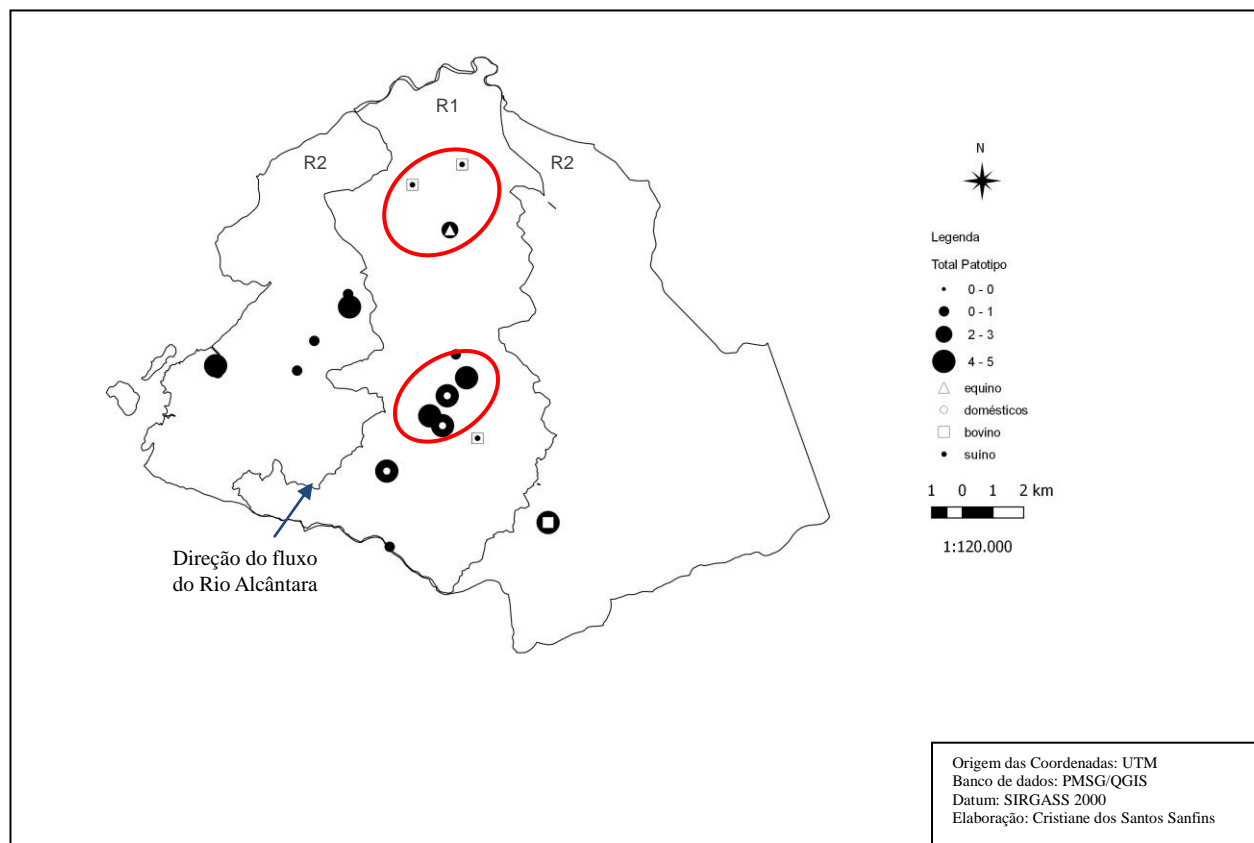 R1
R2
R2
N
Legenda
Total Patotipo
0 - 0
0 - 1
2 - 3
4 - 5
equino
domésticos
bovino
suíno
1 0 1 2 km
1:120.000
Direção do fluxo
do Rio Alcântara
Origem das Coordenadas: UTM
Banco de dados: PMSG/QGIS
Datum: SIRGASS 2000
Elaboração: Cristiane dos Santos Sanfins